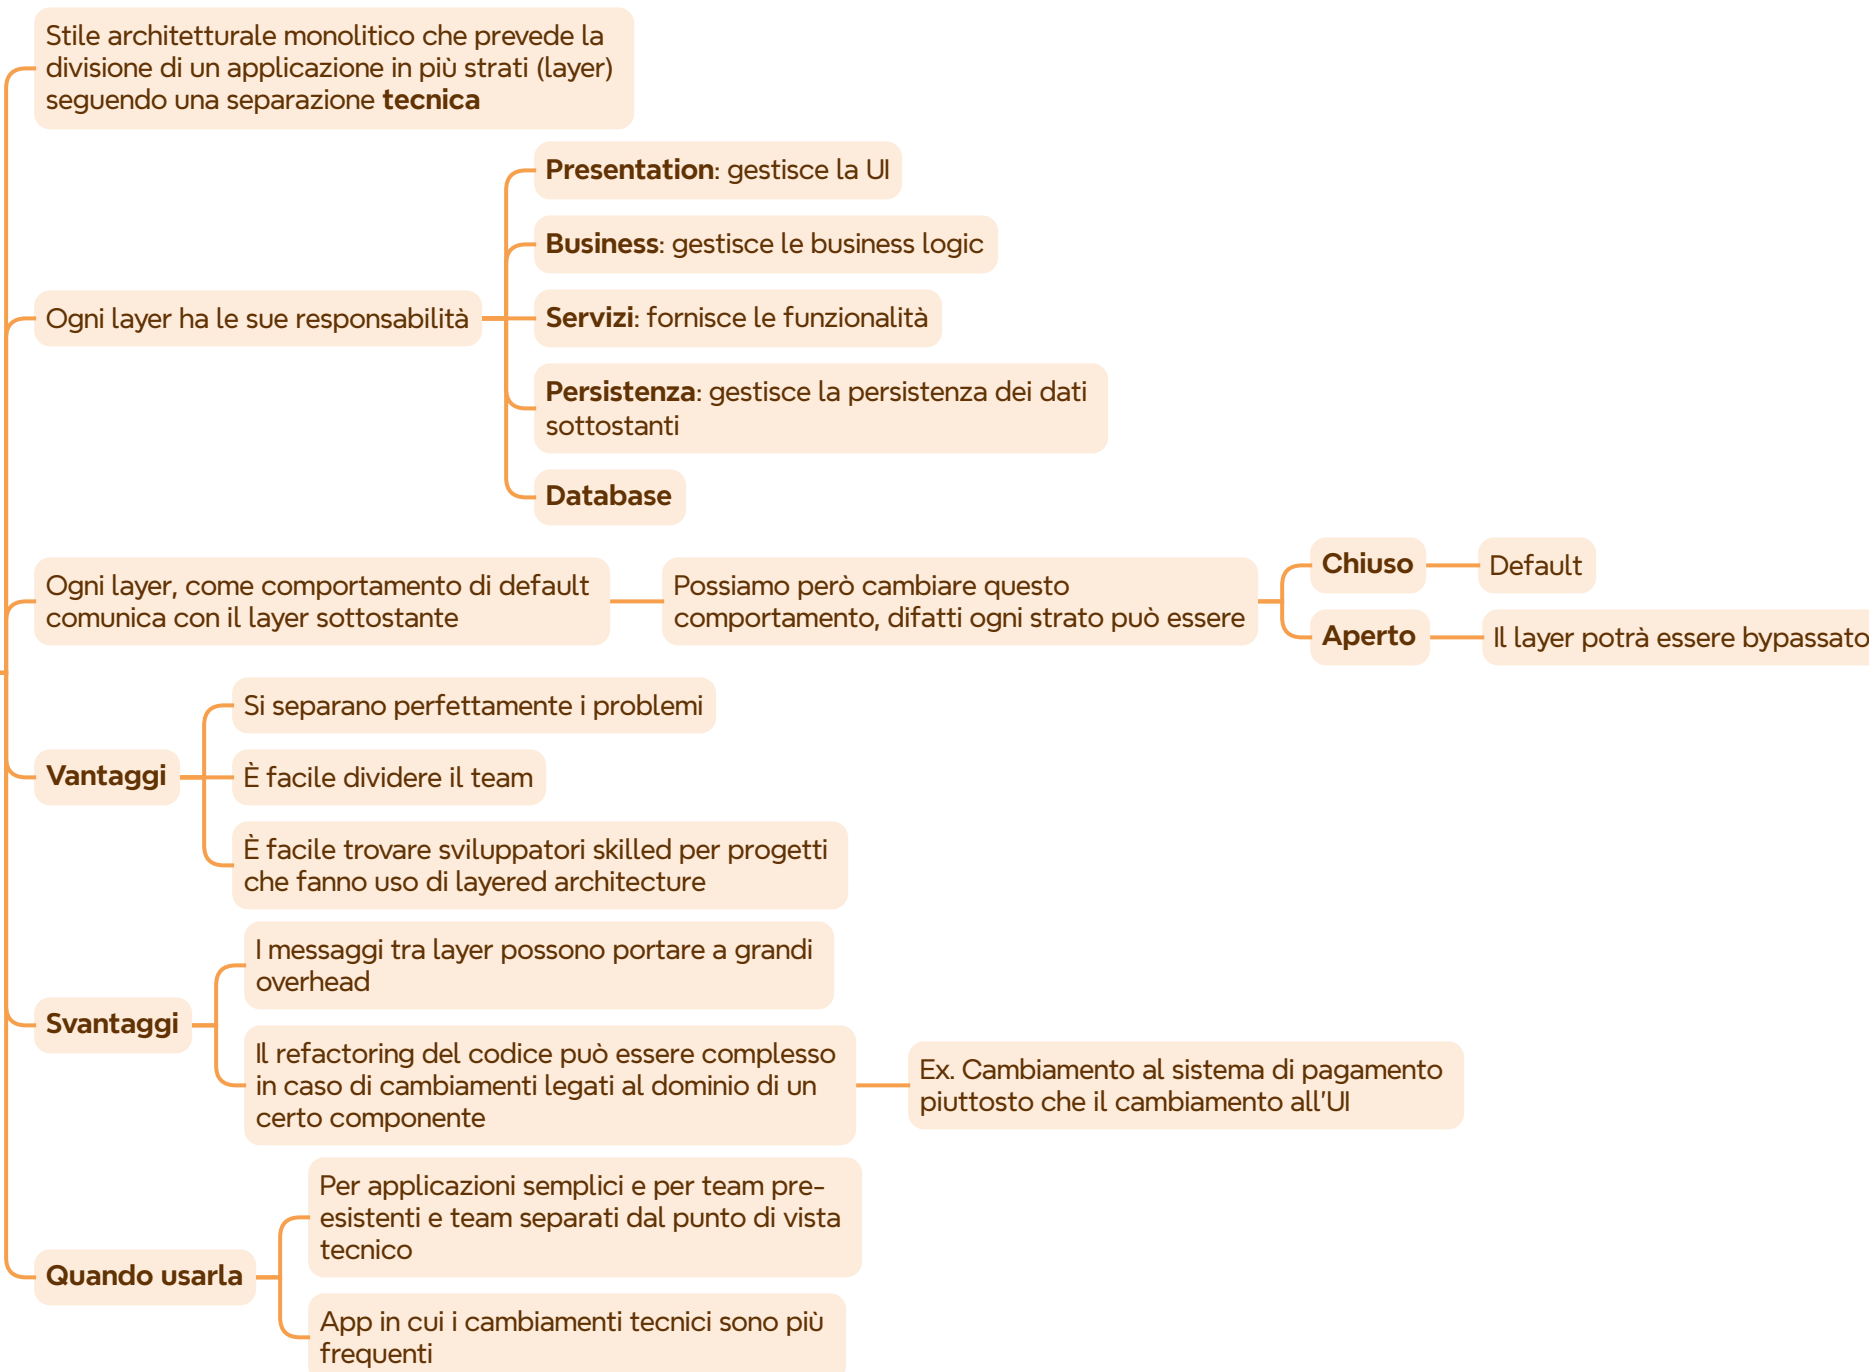 Stile architetturale monolitico che prevede la
divisione di un applicazione in più strati (layer)
seguendo una separazione tecnica
Ogni layer ha le sue responsabilità
Presentation: gestisce la UI
Business: gestisce le business logic
Servizi: fornisce le funzionalità
Persistenza: gestisce la persistenza dei dati
sottostanti
Database
Ogni layer, come comportamento di default
comunica con il layer sottostante
Possiamo però cambiare questo
comportamento, difatti ogni strato può essere
Chiuso
Default
Aperto
Il layer potrà essere bypassato
Vantaggi
Si separano perfettamente i problemi
È facile dividere il team
È facile trovare sviluppatori skilled per progetti
che fanno uso di layered architecture
Svantaggi
I messaggi tra layer possono portare a grandi
overhead
Il refactoring del codice può essere complesso
in caso di cambiamenti legati al dominio di un
certo componente
Ex. Cambiamento al sistema di pagamento
piuttosto che il cambiamento all'UI
Quando usarla
Per applicazioni semplici e per team pre-
esistenti e team separati dal punto di vista
tecnico
App in cui i cambiamenti tecnici sono più
frequenti